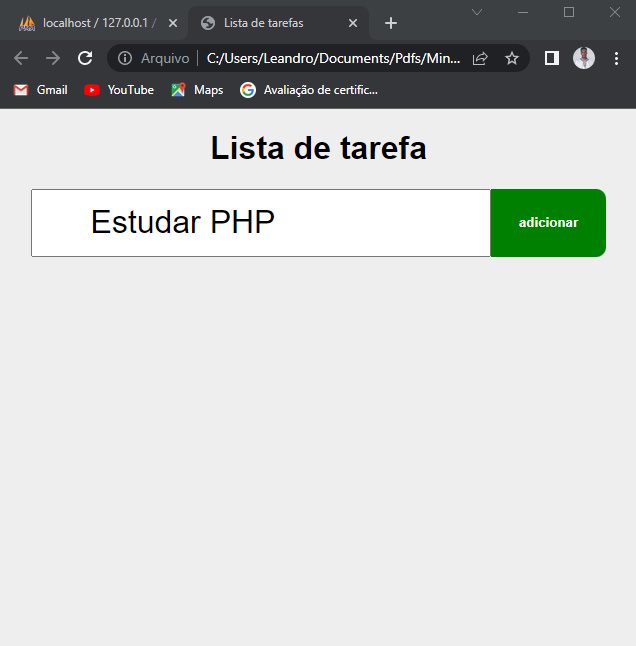 localhost / 127.0.0.1 /
Lista de tarefas
Arquivo
C:/Users/Leandro/Documents/Pdfs/Min...
Gmail
YouTube
Maps
Avaliação de certific...
Lista de tarefa
Estudar PHP
adicionar